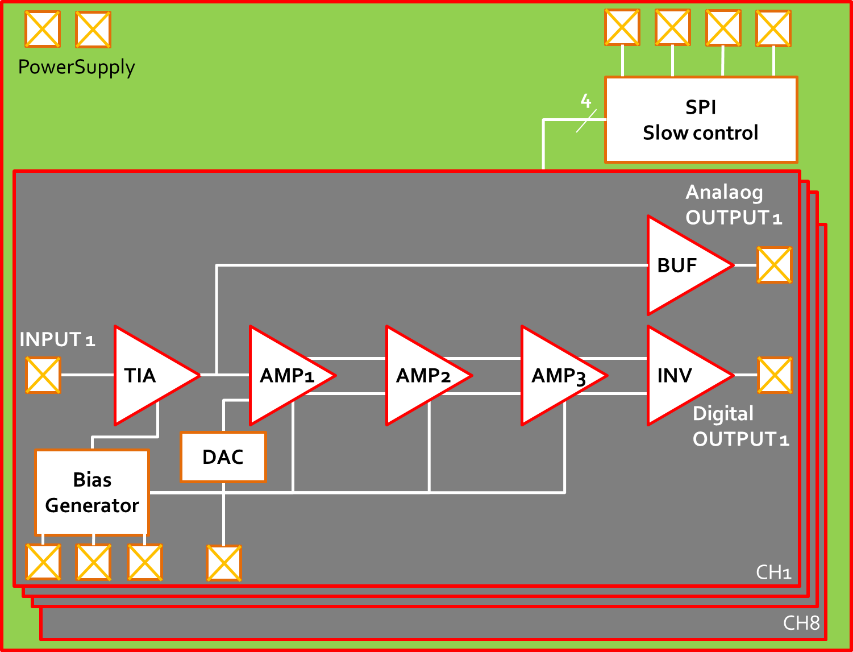 PowerSupply
4
SPI
Slow control
Analaog
OUTPUT1
BUF
INPUT1
TIA
AMP1
AMP2
AMP3
INV
Digital
OUTPUT1
DAC
Bias
Generator
CH1
CH8